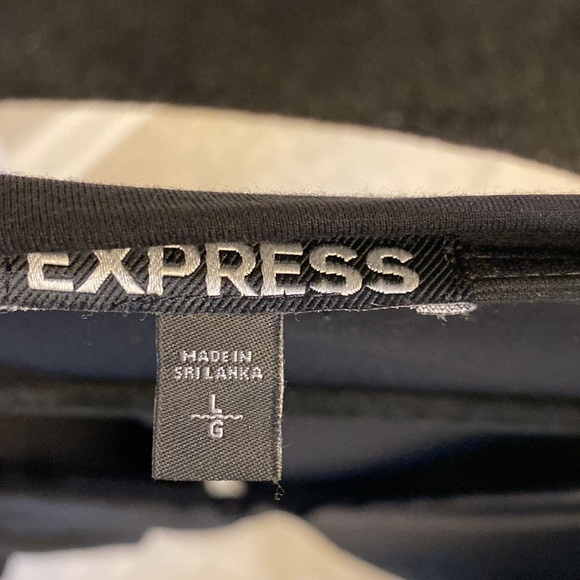 EXPRESS
MADE IN
SRI LANKA
L
G